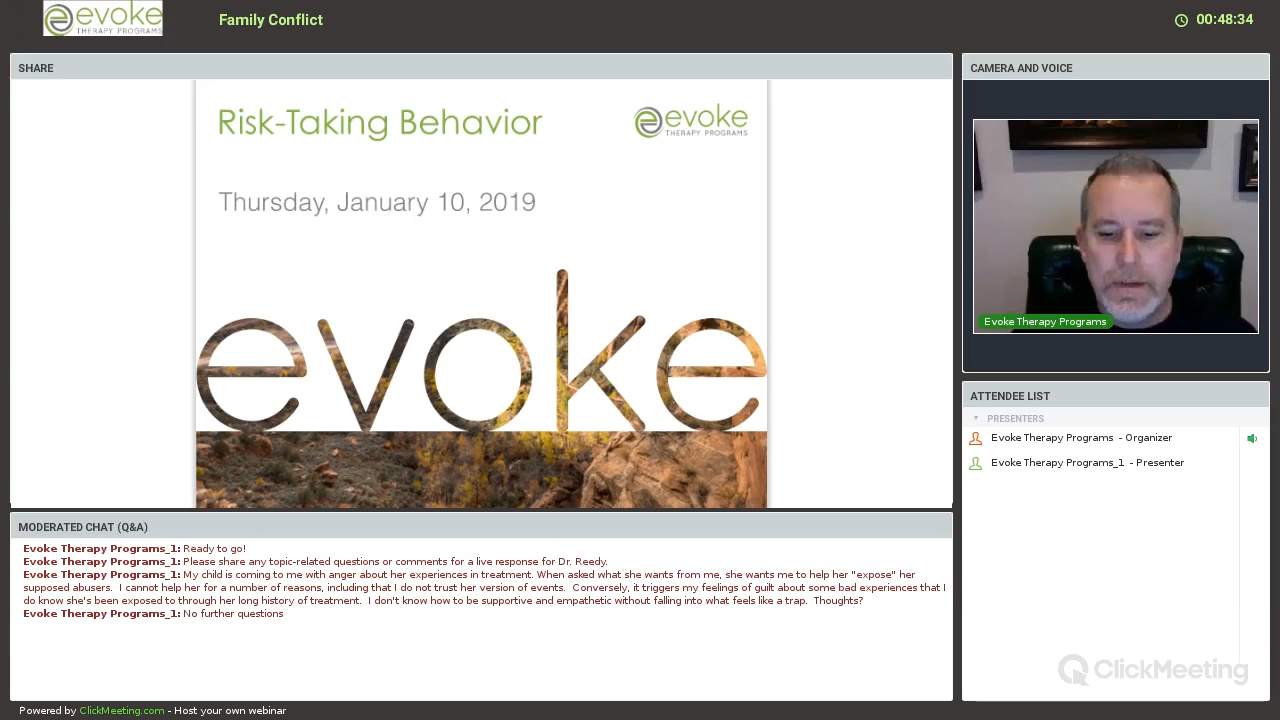 evoke
THERAPY PROGRAMS
Family Conflict
00:48:34
SHARE
Risk-Taking Behavior
evoke
THERAPY PROGRAMS
Thursday, January 10, 2019
evoke
CAMERA AND VOICE
Evoke Therapy Programs
ATTENDEE LIST
PRESENTERS
Evoke Therapy Programs - Organizer
Evoke Therapy Programs_1 - Presenter
MODERATED CHAT (Q&A)
Evoke Therapy Programs_1: Ready to go!
Evoke Therapy Programs_1: Please share any topic-related questions or comments for a live response for Dr. Reedy.
Evoke Therapy Programs_1: My child is coming to me with anger about her experiences in treatment. When asked what she wants from me, she wants me to help her "expose" her
supposed abusers. I cannot help her for a number of reasons, including that I do not trust her version of events. Conversely, it triggers my feelings of guilt about some bad experiences that I
do know she's been exposed to through her long history of treatment. I don't know how to be supportive and empathetic without falling into what feels like a trap. Thoughts?
Evoke Therapy Programs_1: No further questions
ClickMeeting
Powered by ClickMeeting.com - Host your own webinar